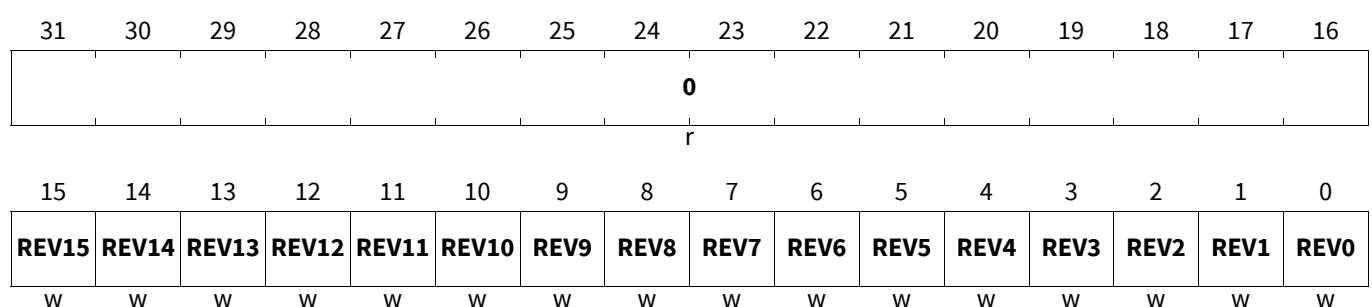 31 30 29 28 27 26 25 24 23 22 21 20 19 18 17 16
0
r
15 14 13 12 11 10 9 8 7 6 5 4 3 2 1 0
REV15 REV14 REV13 REV12 REV11 REV10 REV9 REV8 REV7 REV6 REV5 REV4 REV3 REV2 REV1 REV0
w w w w w w w w w w w w w w w w